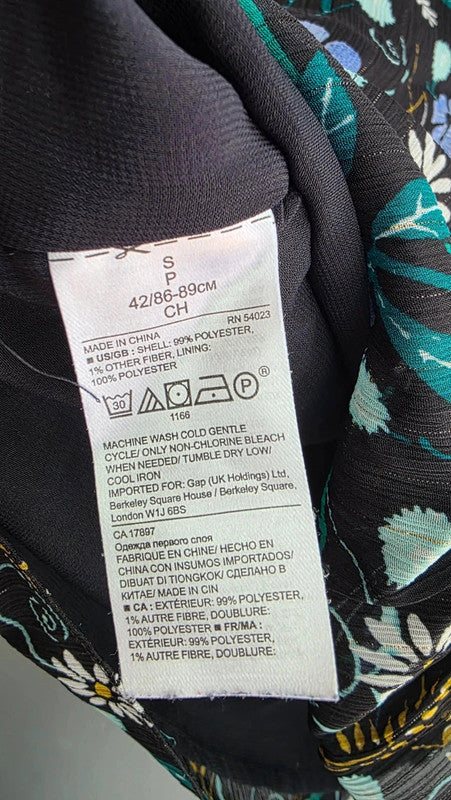 S
P
42/86-89CM
CH
MADE IN CHINA RN 54023
■ US/GB : SHELL: 99% POLYESTER,
1% OTHER FIBER, LINING:
100% POLYESTER
30 P ®
1166
MACHINE WASH COLD GENTLE
CYCLE/ ONLY NON-CHLORINE BLEACH
WHEN NEEDED/ TUMBLE DRY LOW/
COOL IRON
IMPORTED FOR: Gap (UK Holdings) Ltd,
Berkeley Square House / Berkeley Square,
London W1J 6BS
CA 17897
Одежда первого слоя
FABRIQUÉ EN CHINE/ HECHO EN
CHINA CON INSUMOS IMPORTADOS/
DIBUAT DI TIONGKOK/ СДЕЛАНО В
КИТАЕ/ MADE IN CIN
■ CA : EXTÉRIEUR: 99% POLYESTER,
1% AUTRE FIBRE, DOUBLURE:
100% POLYESTER ■ FR/MA :
EXTÉRIEUR: 99% POLYESTER,
1% AUTRE FIBRE, DOUBLURE: